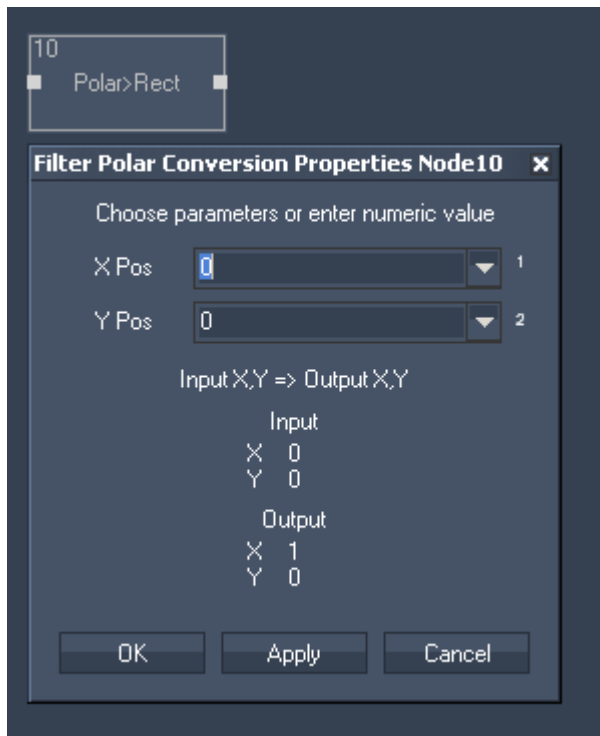 10
Polar>Rect
Filter Polar Conversion Properties Node10 x
Choose parameters or enter numeric value
X Pos 0 1
Y Pos 0 2
Input X,Y => Output X,Y
Input
X 0
Y 0
Output
X 1
Y 0
OK Apply Cancel